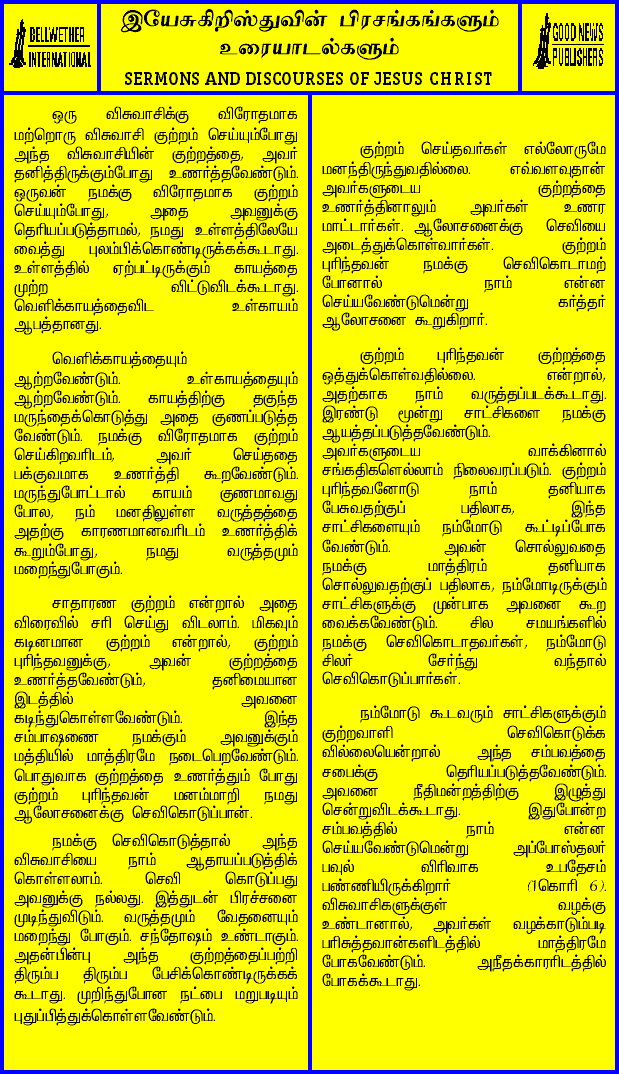 BELLWETHER
INTERNATIONAL
இயேசுகிறிஸ்துவின் பிரசங்கங்களும்
உரையாடல்களும்
SERMONS AND DISCOURSES OF JESUS CHRIST
GOOD NEWS
PUBLISHERS
ஒரு விசுவாசிக்கு விரோதமாக
மற்றொரு விசுவாசி குற்றம் செய்யும்போது
அந்த விசுவாசியின் குற்றத்தை, அவர்
தனித்திருக்கும்போது உணர்த்தவேண்டும்.
ஒருவன் நமக்கு விரோதமாக குற்றம்
செய்யும்போது, அதை அவனுக்கு
தெரியப்படுத்தாமல், நமது உள்ளத்திலேயே
வைத்து புலம்பிக்கொண்டிருக்கக்கூடாது.
உள்ளத்தில் ஏற்பட்டிருக்கும் காயத்தை
முற்ற விட்டுவிடக்கூடாது.
வெளிக்காயத்தைவிட உள்காயம்
ஆபத்தானது.
வெளிக்காயத்தையும்
ஆற்றவேண்டும். உள்காயத்தையும்
ஆற்றவேண்டும். காயத்திற்கு தகுந்த
மருந்தைக்கொடுத்து அதை குணப்படுத்த
வேண்டும். நமக்கு விரோதமாக குற்றம்
செய்கிறவரிடம், அவர் செய்ததை
பக்குவமாக உணர்த்தி கூறவேண்டும்.
மருந்துபோட்டால் காயம் குணமாவது
போல, நம் மனதிலுள்ள வருத்தத்தை
அதற்கு காரணமானவரிடம் உணர்த்திக்
கூறும்போது, நமது வருத்தமும்
மறைந்துபோகும்.
சாதாரண குற்றம் என்றால் அதை
விரைவில் சரி செய்து விடலாம். மிகவும்
கடினமான குற்றம் என்றால், குற்றம்
புரிந்தவனுக்கு, அவன் குற்றத்தை
உணர்த்தவேண்டும், தனிமையான
இடத்தில் அவனை
கடிந்துகொள்ளவேண்டும். இந்த
சம்பாஷணை நமக்கும் அவனுக்கும்
மத்தியில் மாத்திரமே நடைபெறவேண்டும்.
பொதுவாக குற்றத்தை உணர்த்தும் போது
குற்றம் புரிந்தவன் மனம்மாறி நமது
ஆலோசனைக்கு செவிகொடுப்பான்.
நமக்கு செவிகொடுத்தால் அந்த
விசுவாசியை நாம் ஆதாயப்படுத்திக்
கொள்ளலாம். செவி கொடுப்பது
அவனுக்கு நல்லது. இத்துடன் பிரச்சனை
முடிந்துவிடும். வருத்தமும் வேதனையும்
மறைந்து போகும். சந்தோஷம் உண்டாகும்.
அதன்பின்பு அந்த குற்றத்தைப்பற்றி
திரும்ப திரும்ப பேசிக்கொண்டிருக்கக்
கூடாது. முறிந்துபோன நட்பை மறுபடியும்
புதுப்பித்துக்கொள்ளவேண்டும்.
குற்றம் செய்தவர்கள் எல்லோருமே
மனந்திருந்துவதில்லை. எவ்வளவுதான்
அவர்களுடைய குற்றத்தை
உணர்த்தினாலும் அவர்கள் உணர
மாட்டார்கள். ஆலோசனைக்கு செவியை
அடைத்துக்கொள்வார்கள். குற்றம்
புரிந்தவன் நமக்கு செவிகொடாமற்
போனால் நாம் என்ன
செய்யவேண்டுமென்று கர்த்தர்
ஆலோசனை கூறுகிறார்.
குற்றம் புரிந்தவன் குற்றத்தை
ஒத்துக்கொள்வதில்லை. என்றால்,
அதற்காக நாம் வருத்தப்படக்கூடாது.
இரண்டு மூன்று சாட்சிகளை நமக்கு
ஆயத்தப்படுத்தவேண்டும்.
அவர்களுடைய வாக்கினால்
சங்கதிகளெல்லாம் நிலைவரப்படும். குற்றம்
புரிந்தவனோடு நாம் தனியாக
பேசுவதற்குப் பதிலாக, இந்த
சாட்சிகளையும் நம்மோடு கூட்டிப்போக
வேண்டும். அவன் சொல்லுவதை
நமக்கு மாத்திரம் தனியாக
சொல்லுவதற்குப் பதிலாக, நம்மோடிருக்கும்
சாட்சிகளுக்கு முன்பாக அவனை கூற
வைக்கவேண்டும். சில சமயங்களில்
நமக்கு செவிகொடாதவர்கள், நம்மோடு
சிலர் சேர்ந்து வந்தால்
செவிகொடுப்பார்கள்.
நம்மோடு கூடவரும் சாட்சிகளுக்கும்
குற்றவாளி செவிகொடுக்க
வில்லையென்றால் அந்த சம்பவத்தை
சபைக்கு தெரியப்படுத்தவேண்டும்.
அவனை நீதிமன்றத்திற்கு இழுத்து
சென்றுவிடக்கூடாது. இதுபோன்ற
சம்பவத்தில் நாம் என்ன
செய்யவேண்டுமென்று அப்போஸ்தலர்
பவுல் விரிவாக உபதேசம்
பண்ணியிருக்கிறார் (1கொரி 6).
விசுவாசிகளுக்குள் வழக்கு
உண்டானால், அவர்கள் வழக்காடும்படி
பரிசுத்தவான்களிடத்தில் மாத்திரமே
போகவேண்டும். அநீதக்காரரிடத்தில்
போகக்கூடாது.